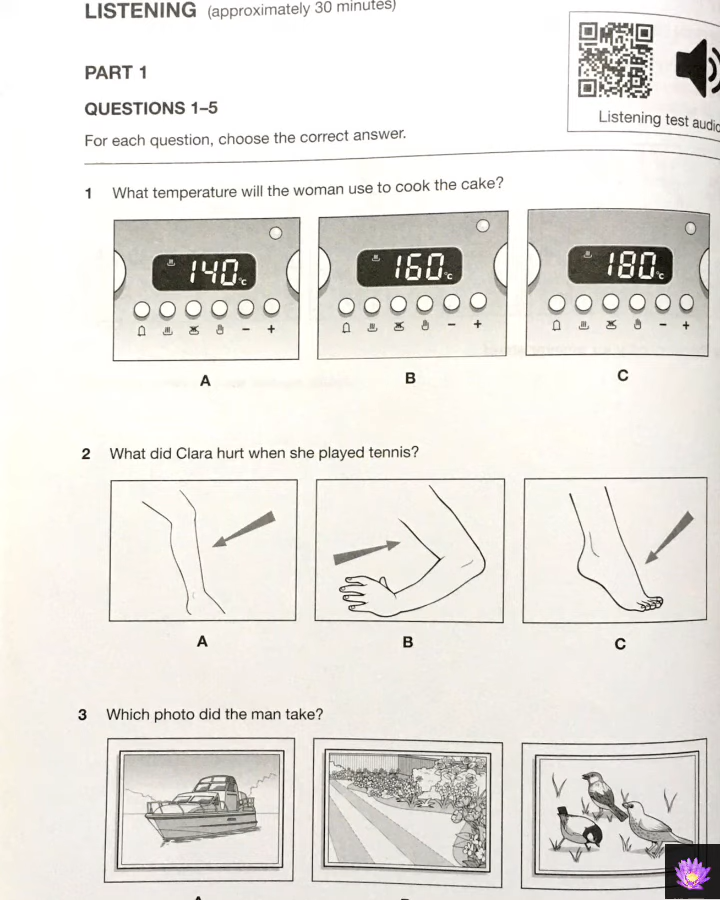 LISTENING (approximately 30 minutes)
PART 1
QUESTIONS 1–5
For each question, choose the correct answer.
Listening test audio
1 What temperature will the woman use to cook the cake?
140°C 160°C 180°C
- + - + - +
A B C
2 What did Clara hurt when she played tennis?
A B C
3 Which photo did the man take?